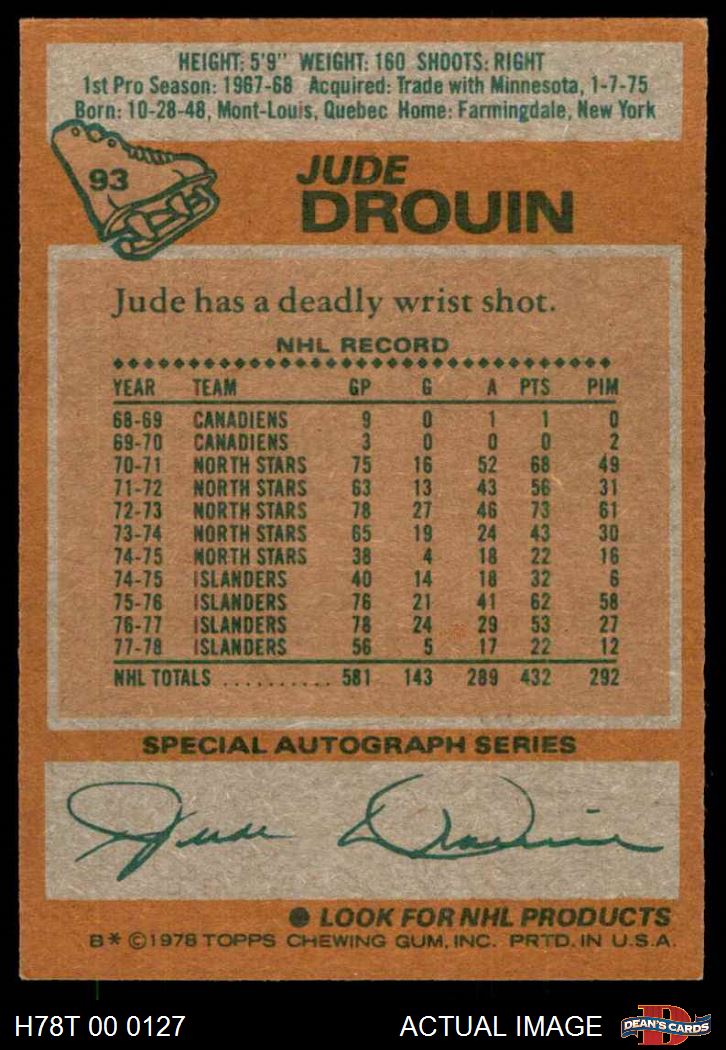 HEIGHT: 5'9" WEIGHT: 160 SHOOTS: RIGHT
1st Pro Season: 1967-68 Acquired: Trade with Minnesota, 1-7-75
Born: 10-28-48, Mont-Louis, Quebec Home: Farmingdale, New York
93
JUDE
DROUIN
Jude has a deadly wrist shot.
NHL RECORD
YEAR TEAM GP G A PTS PIM
68-69 CANADIENS 9 0 1 1 0
69-70 CANADIENS 3 0 0 0 2
70-71 NORTH STARS 75 16 52 68 49
71-72 NORTH STARS 63 13 43 56 31
72-73 NORTH STARS 78 27 46 73 61
73-74 NORTH STARS 65 19 24 43 30
74-75 NORTH STARS 38 4 18 22 16
74-75 ISLANDERS 40 14 18 32 6
75-76 ISLANDERS 76 21 41 62 58
76-77 ISLANDERS 78 24 29 53 27
77-78 ISLANDERS 56 5 17 22 12
NHL TOTALS .......... 581 143 289 432 292
SPECIAL AUTOGRAPH SERIES
Jude Drouin
● LOOK FOR NHL PRODUCTS
B* ©1978 TOPPS CHEWING GUM, INC. PRTD. IN U.S.A.
H78T 00 0127 ACTUAL IMAGE D DEAN'S CARDS